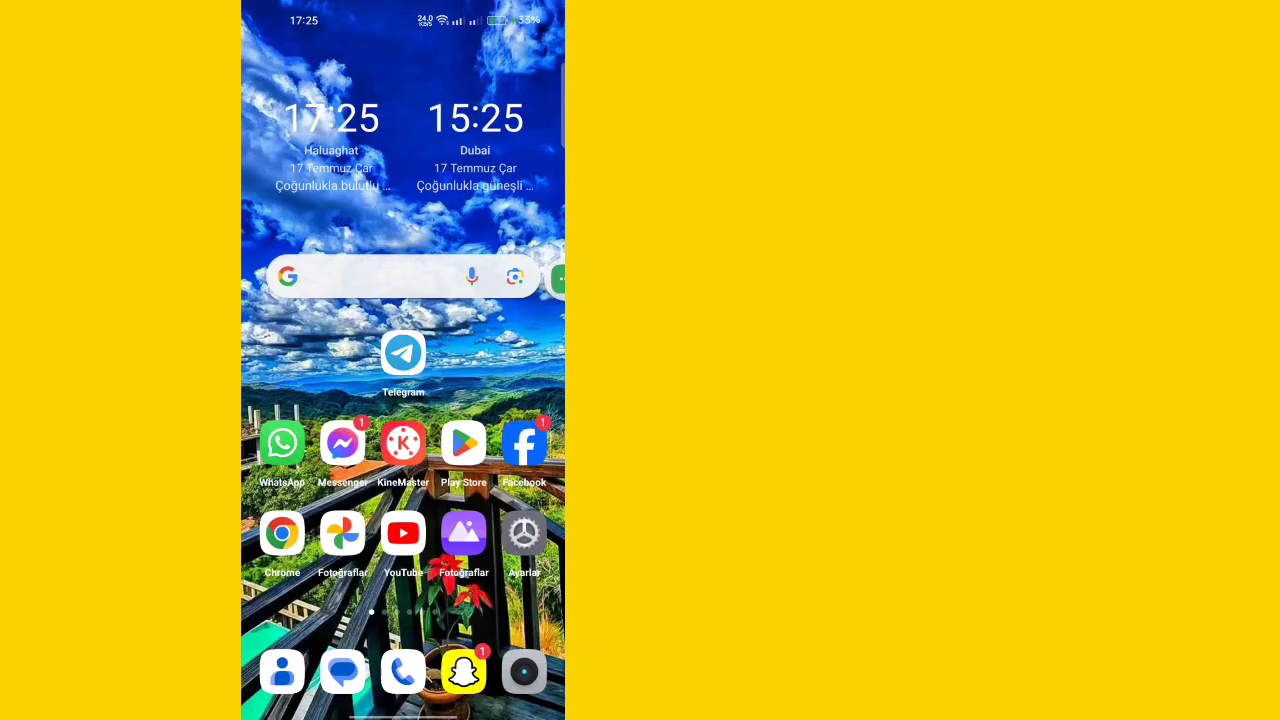 17:25
24.0
KB/S
33%
17:25
15:25
Haluaghat
Dubai
17 Temmuz Çar
17 Temmuz Çar
Çoğunlukla bulutlu ...
Çoğunlukla güneşli ...
Telegram
1
1
WhatsApp
Messenger
KineMaster
Play Store
Facebook
Chrome
Fotoğraflar
YouTube
Fotoğraflar
Ayarlar
1